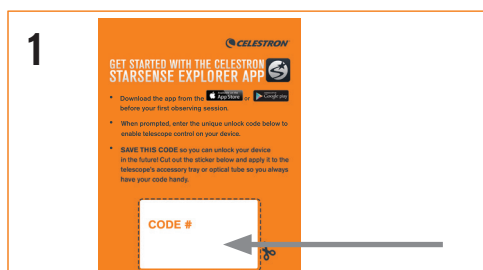 1
CELESTRON
GET STARTED WITH THE CELESTRON
STARSENSE EXPLORER APP
• Download the app from the App Store or Google play
before your first observing session.
• When prompted, enter the unique unlock code below to
enable telescope control on your device.
• SAVE THIS CODE so you can unlock your device
in the future! Cut out the sticker below and apply it to the
telescope's accessory tray or optical tube so you always
have your code handy.
CODE #